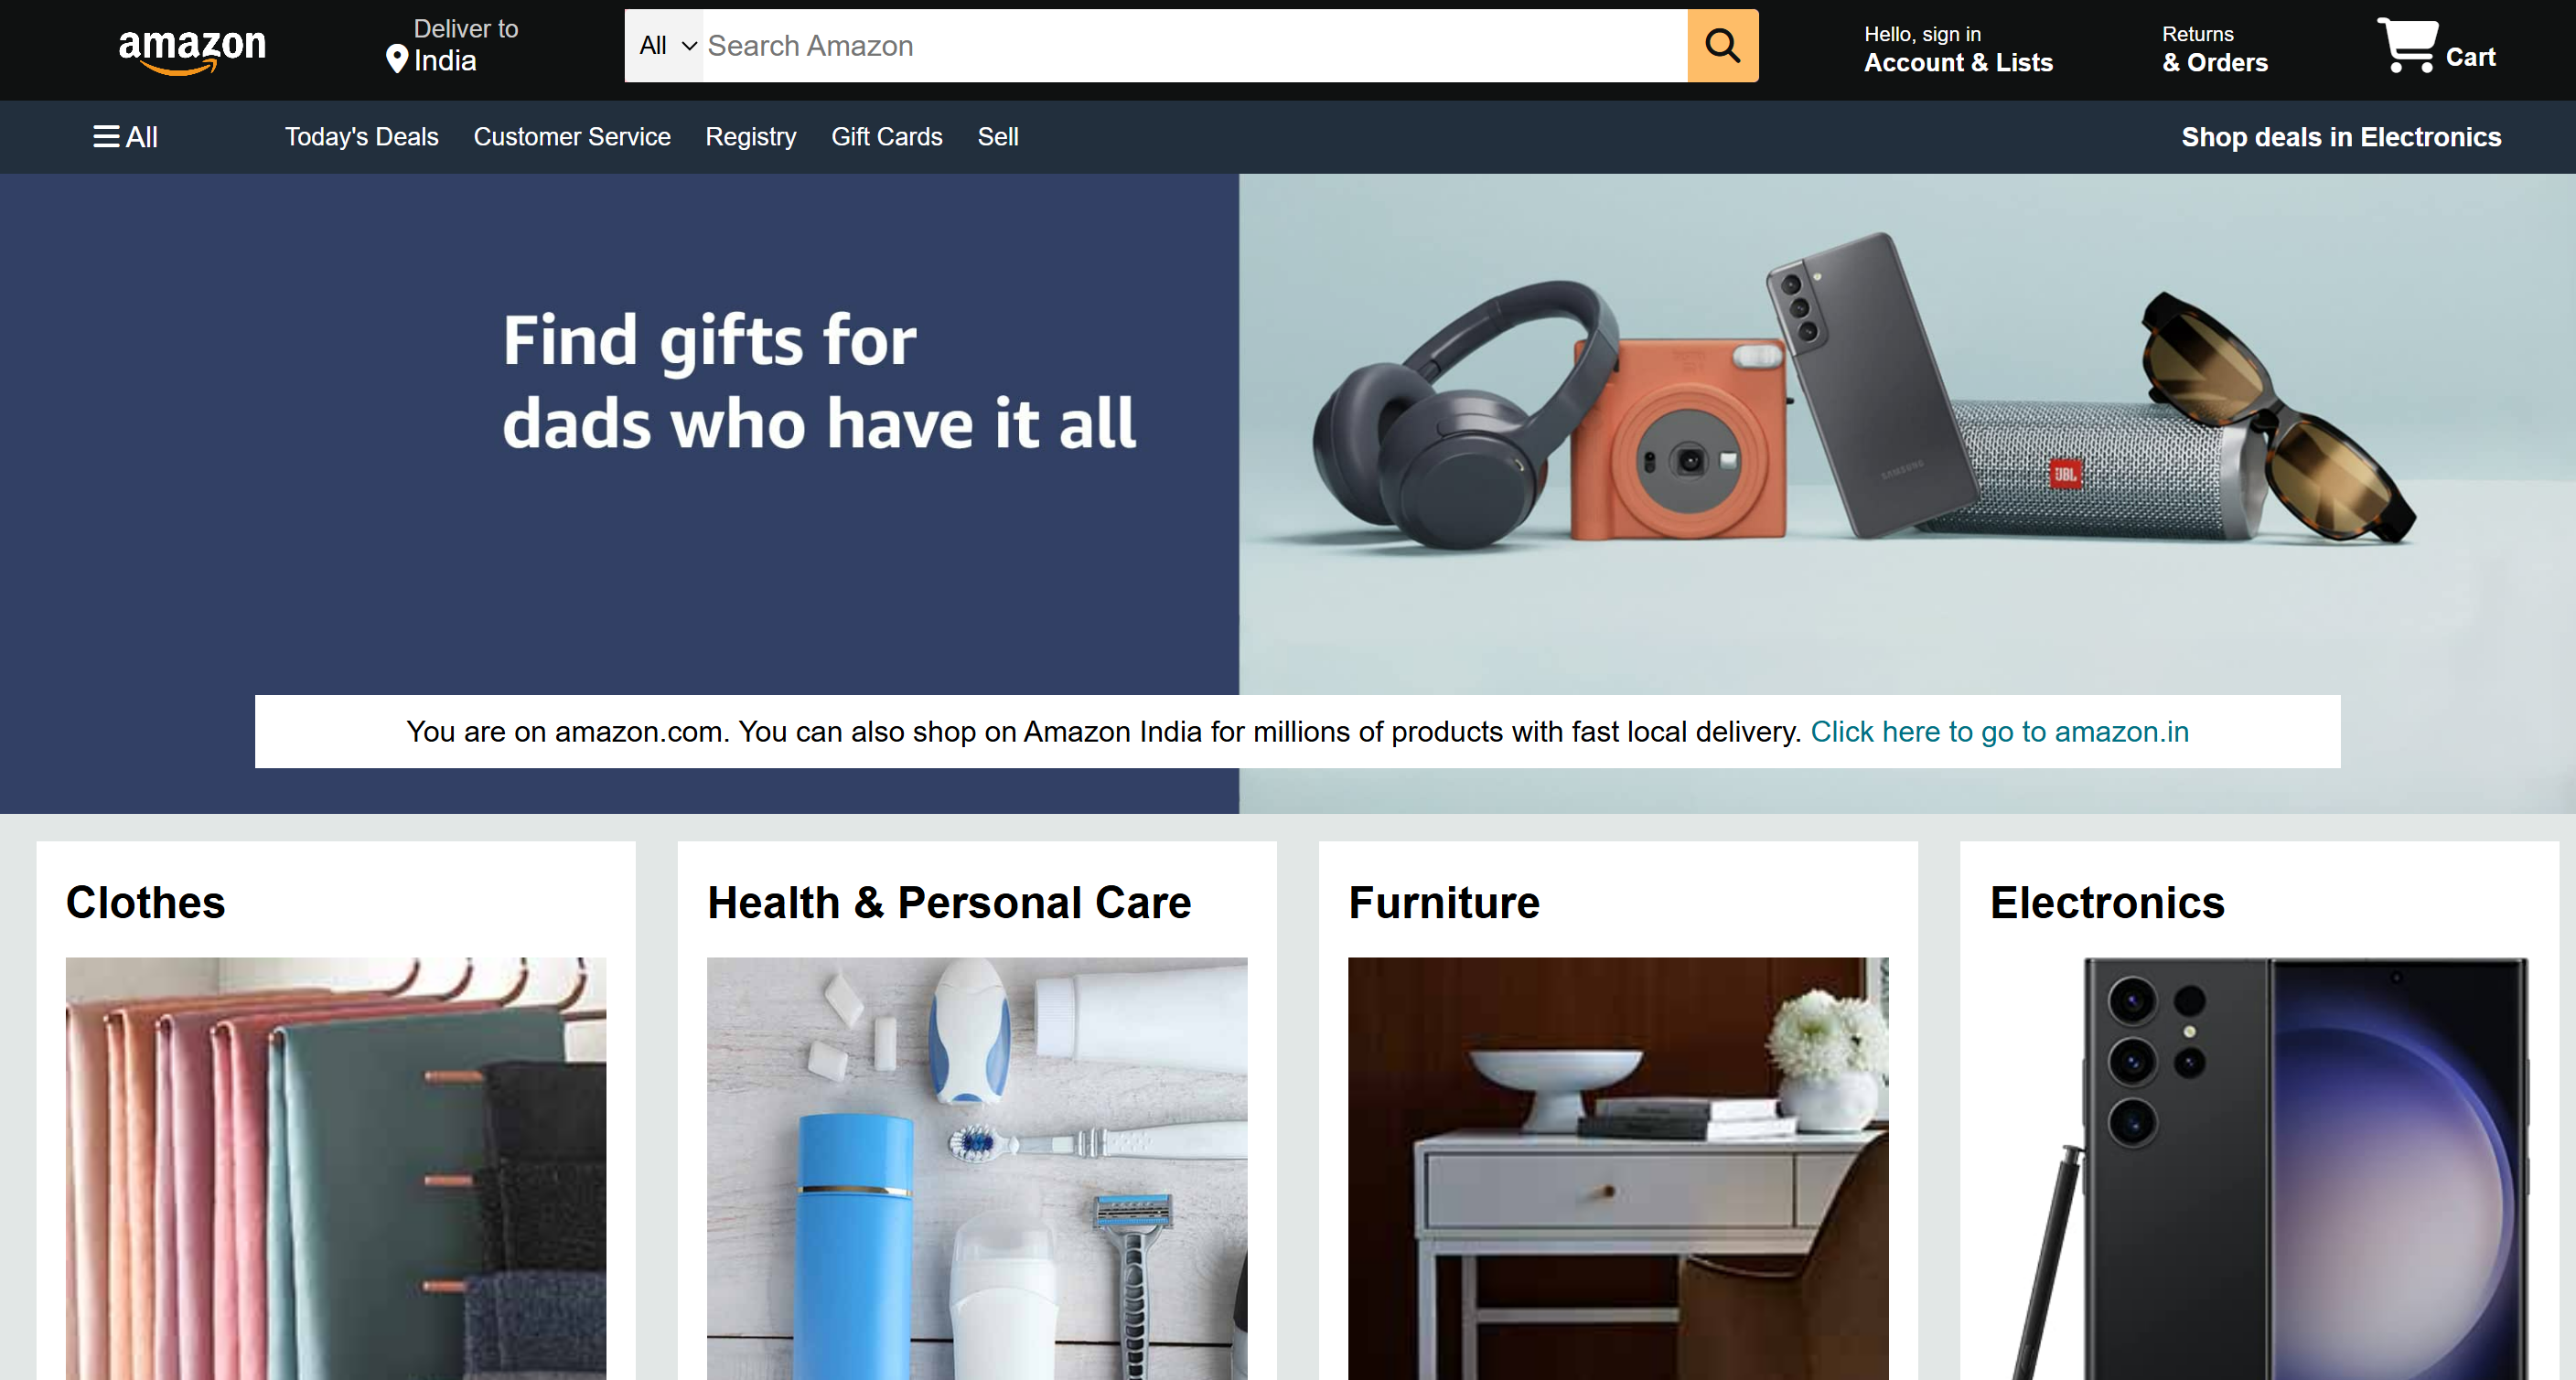 amazon
Deliver to
India
All
Search Amazon
Hello, sign in
Account & Lists
Returns
& Orders
Cart
All
Today's Deals
Customer Service
Registry
Gift Cards
Sell
Shop deals in Electronics
Find gifts for
dads who have it all
SAMSUNG
JBL
You are on amazon.com. You can also shop on Amazon India for millions of products with fast local delivery. Click here to go to amazon.in
Clothes
Health & Personal Care
Furniture
Electronics